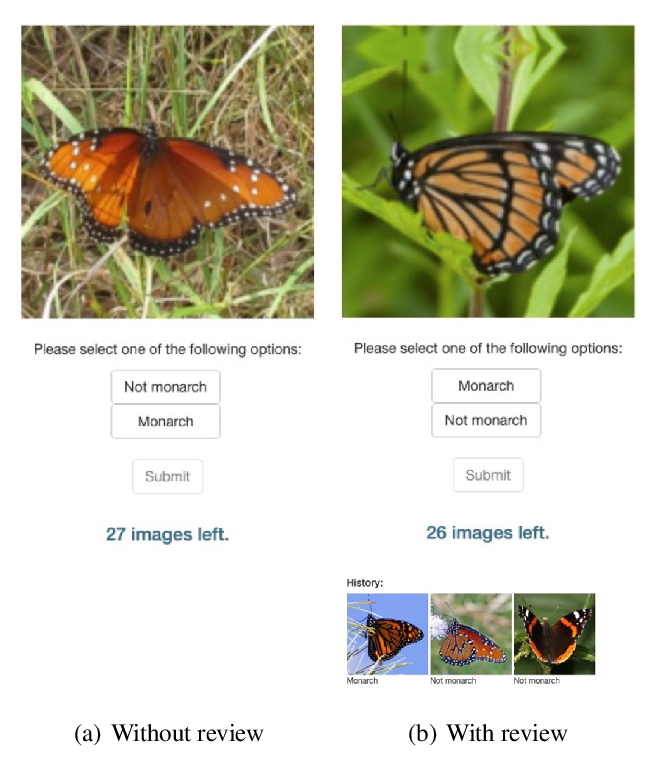 Please select one of the following options:
Not monarch
Monarch
Submit
27 images left.
(a) Without review
Please select one of the following options:
Monarch
Not monarch
Submit
26 images left.
History:
Monarch
Not monarch
Not monarch
(b) With review